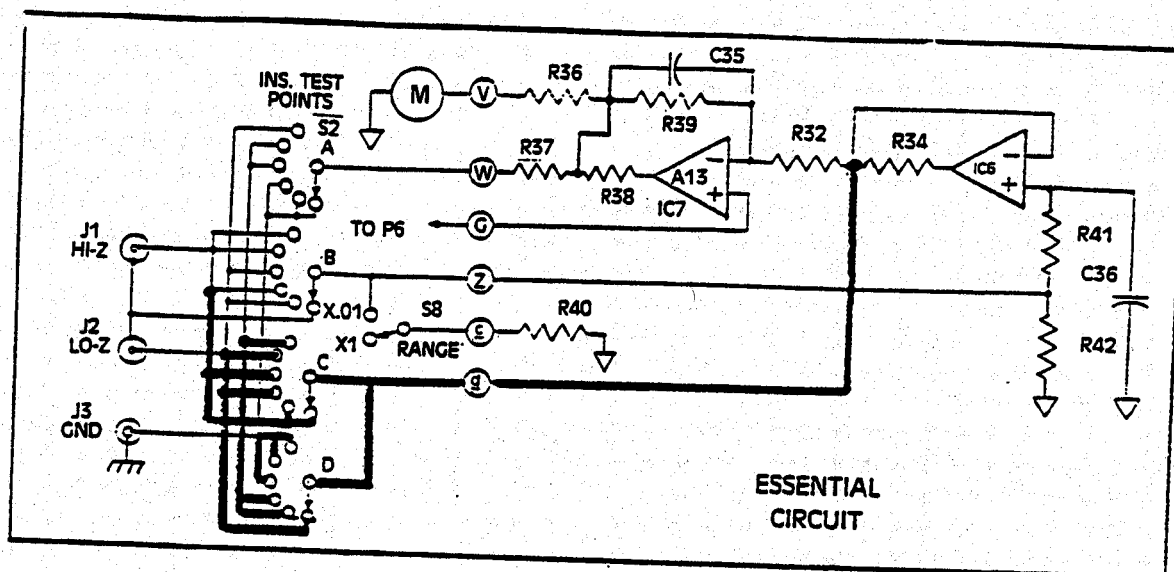 INS. TEST
POINTS
S2
A
M
V
R36
C35
R39
R37
W
R38
A13
IC7
−
+
R32
R34
IC6
−
+
TO P6
G
J1
HI-Z
B
Z
R41
C36
R42
X.01
S8
X1
RANGE
c
R40
J2
LO-Z
C
g
J3
GND
D
ESSENTIAL
CIRCUIT